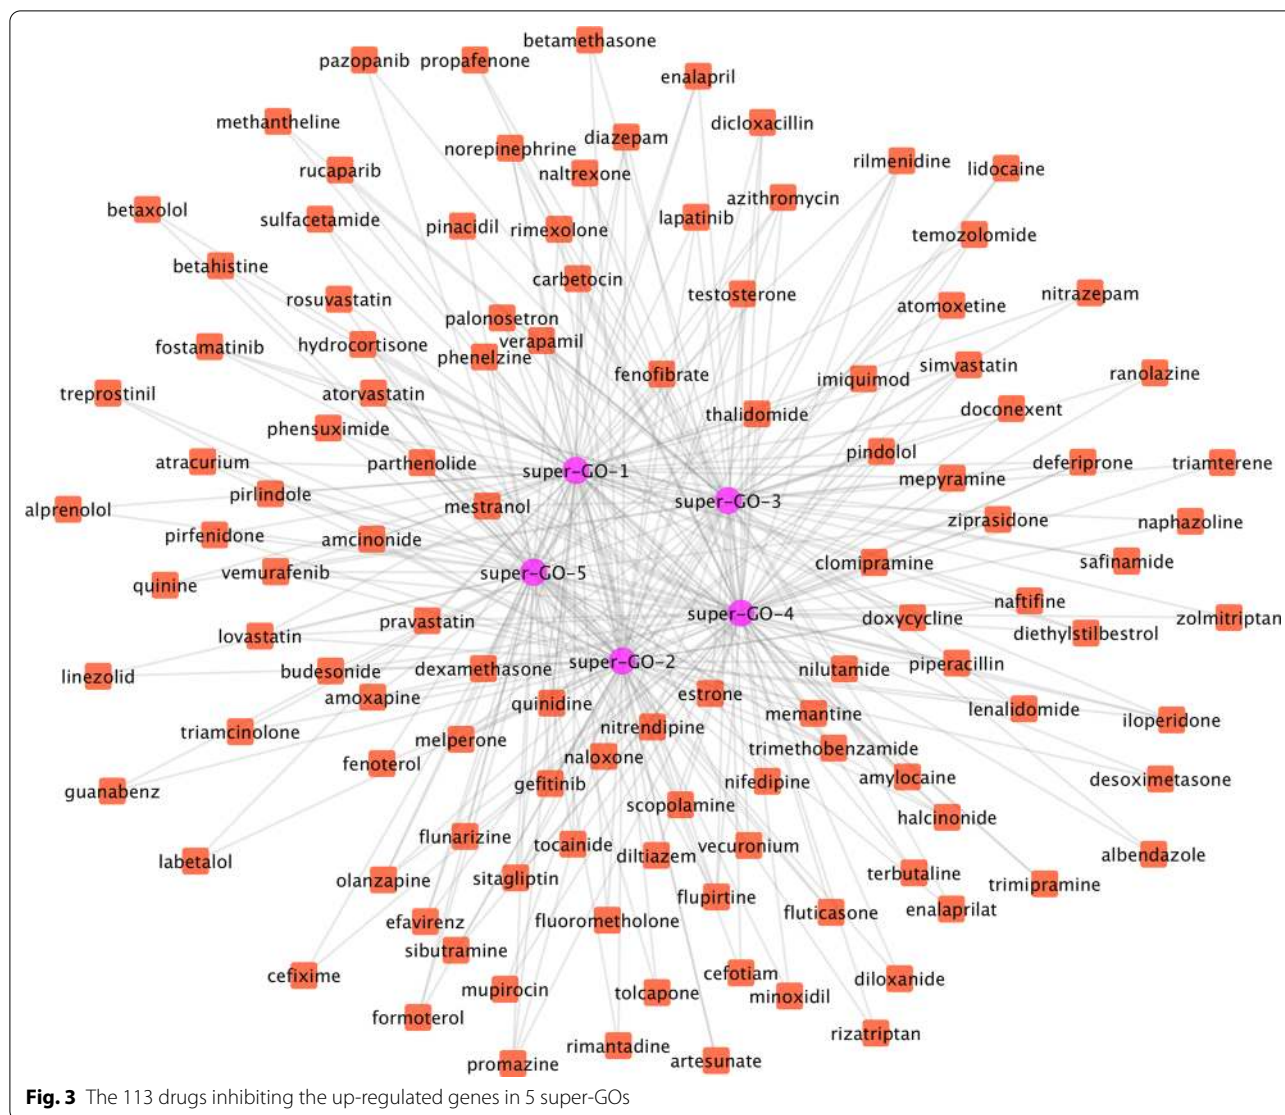 betamethasone
pazopanib
propafenone
enalapril
methantheline
dicloxacillin
diazepam
norepinephrine
rilmenidine
lidocaine
rucaparib
naltrexone
azithromycin
betaxolol
sulfacetamide
pinacidil
rimexolone
lapatinib
temozolomide
betahistine
carbetocin
testosterone
nitrazepam
rosuvastatin
atomoxetine
palonosetron
fostamatinib
hydrocortisone
verapamil
phenelzine
fenofibrate
imiquimod
simvastatin
ranolazine
treprostinil
atorvastatin
thalidomide
doconexent
phensuximide
pindolol
atracurium
parthenolide
super-GO-1
deferiprone
triamterene
mepyramine
pirlindole
super-GO-3
alprenolol
mestranol
ziprasidone
naphazoline
pirfenidone
amcinonide
clomipramine
safinamide
quinine
vemurafenib
super-GO-5
naftifine
super-GO-4
doxycycline
zolmitriptan
lovastatin
pravastatin
diethylstilbestrol
linezolid
budesonide
dexamethasone
super-GO-2
nilutamide
piperacillin
amoxapine
quinidine
estrone
memantine
lenalidomide
iloperidone
triamcinolone
melperone
nitrendipine
trimethobenzamide
fenoterol
naloxone
guanabenz
gefitinib
nifedipine
amylocaine
desoximetasone
scopolamine
halcinonide
flunarizine
tocainide
diltiazem
vecuronium
labetalol
albendazole
olanzapine
sitagliptin
terbutaline
trimipramine
flupirtine
efavirenz
fluorometholone
fluticasone
enalaprilat
sibutramine
cefixime
cefotiam
diloxanide
mupirocin
tolcapone
minoxidil
formoterol
rizatriptan
rimantadine
promazine
artesunate
Fig. 3 The 113 drugs inhibiting the up-regulated genes in 5 super-GOs